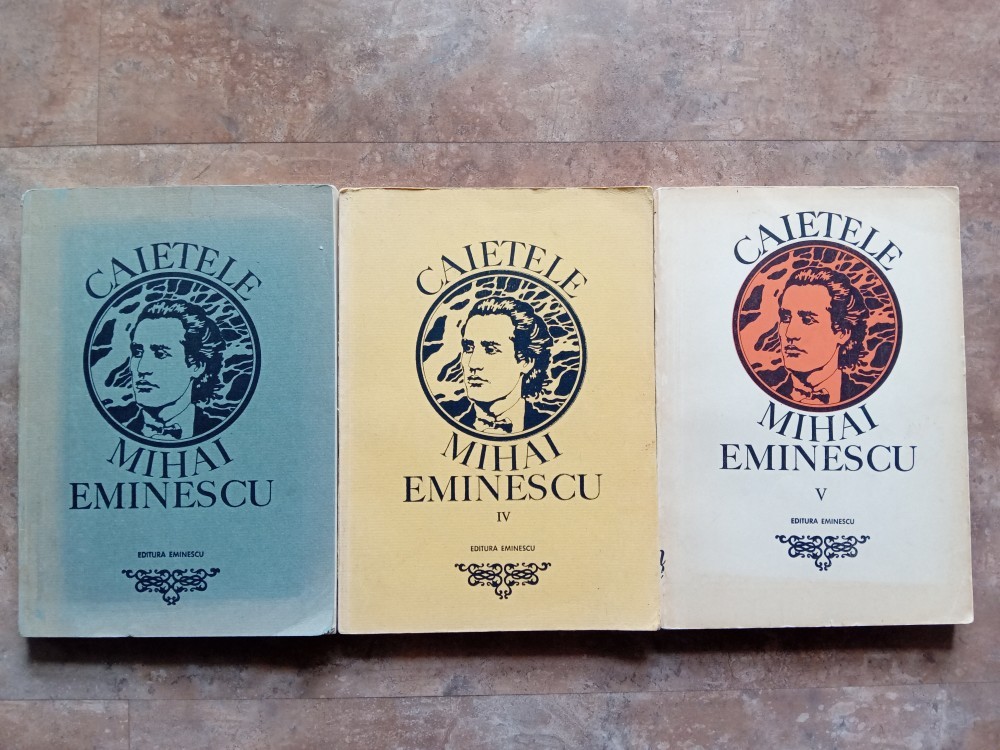 CAIETELE
MIHAI
EMINESCU
EDITURA EMINESCU
CAIETELE
MIHAI
EMINESCU
IV
EDITURA EMINESCU
CAIETELE
MIHAI
EMINESCU
V
EDITURA EMINESCU